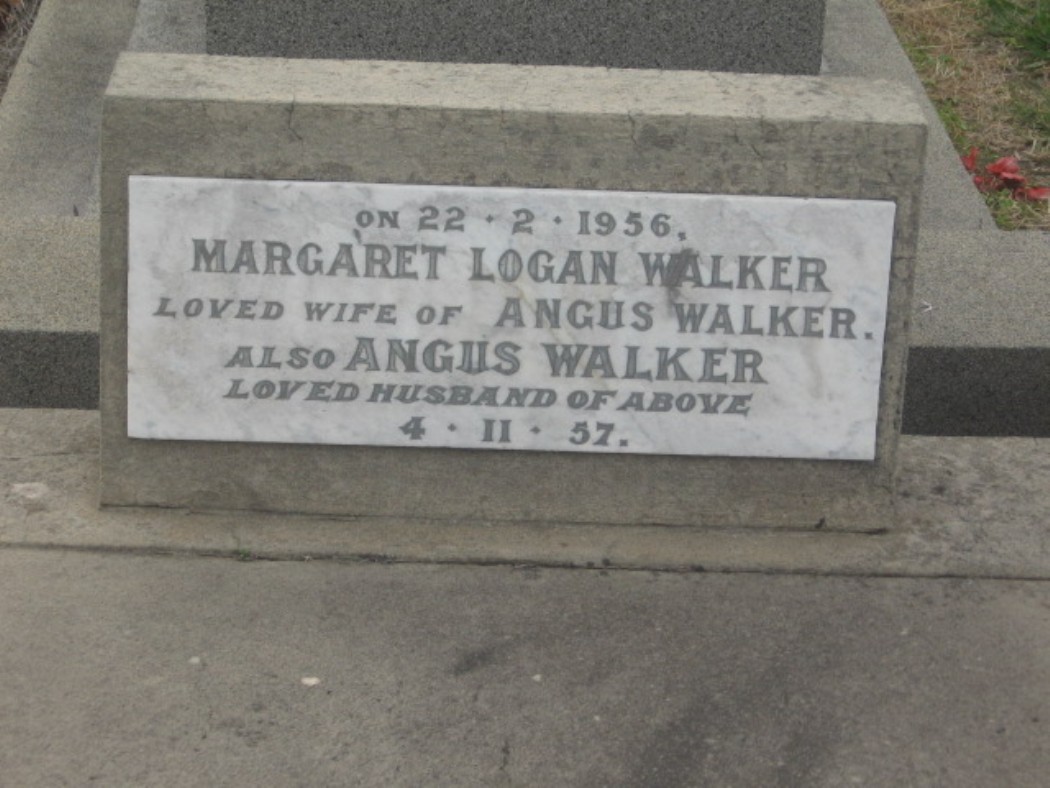 ON 22 · 2 · 1956.
MARGARET LOGAN WALKER
LOVED WIFE OF ANGUS WALKER.
ALSO ANGUS WALKER
LOVED HUSBAND OF ABOVE
4 · 11 · 57.